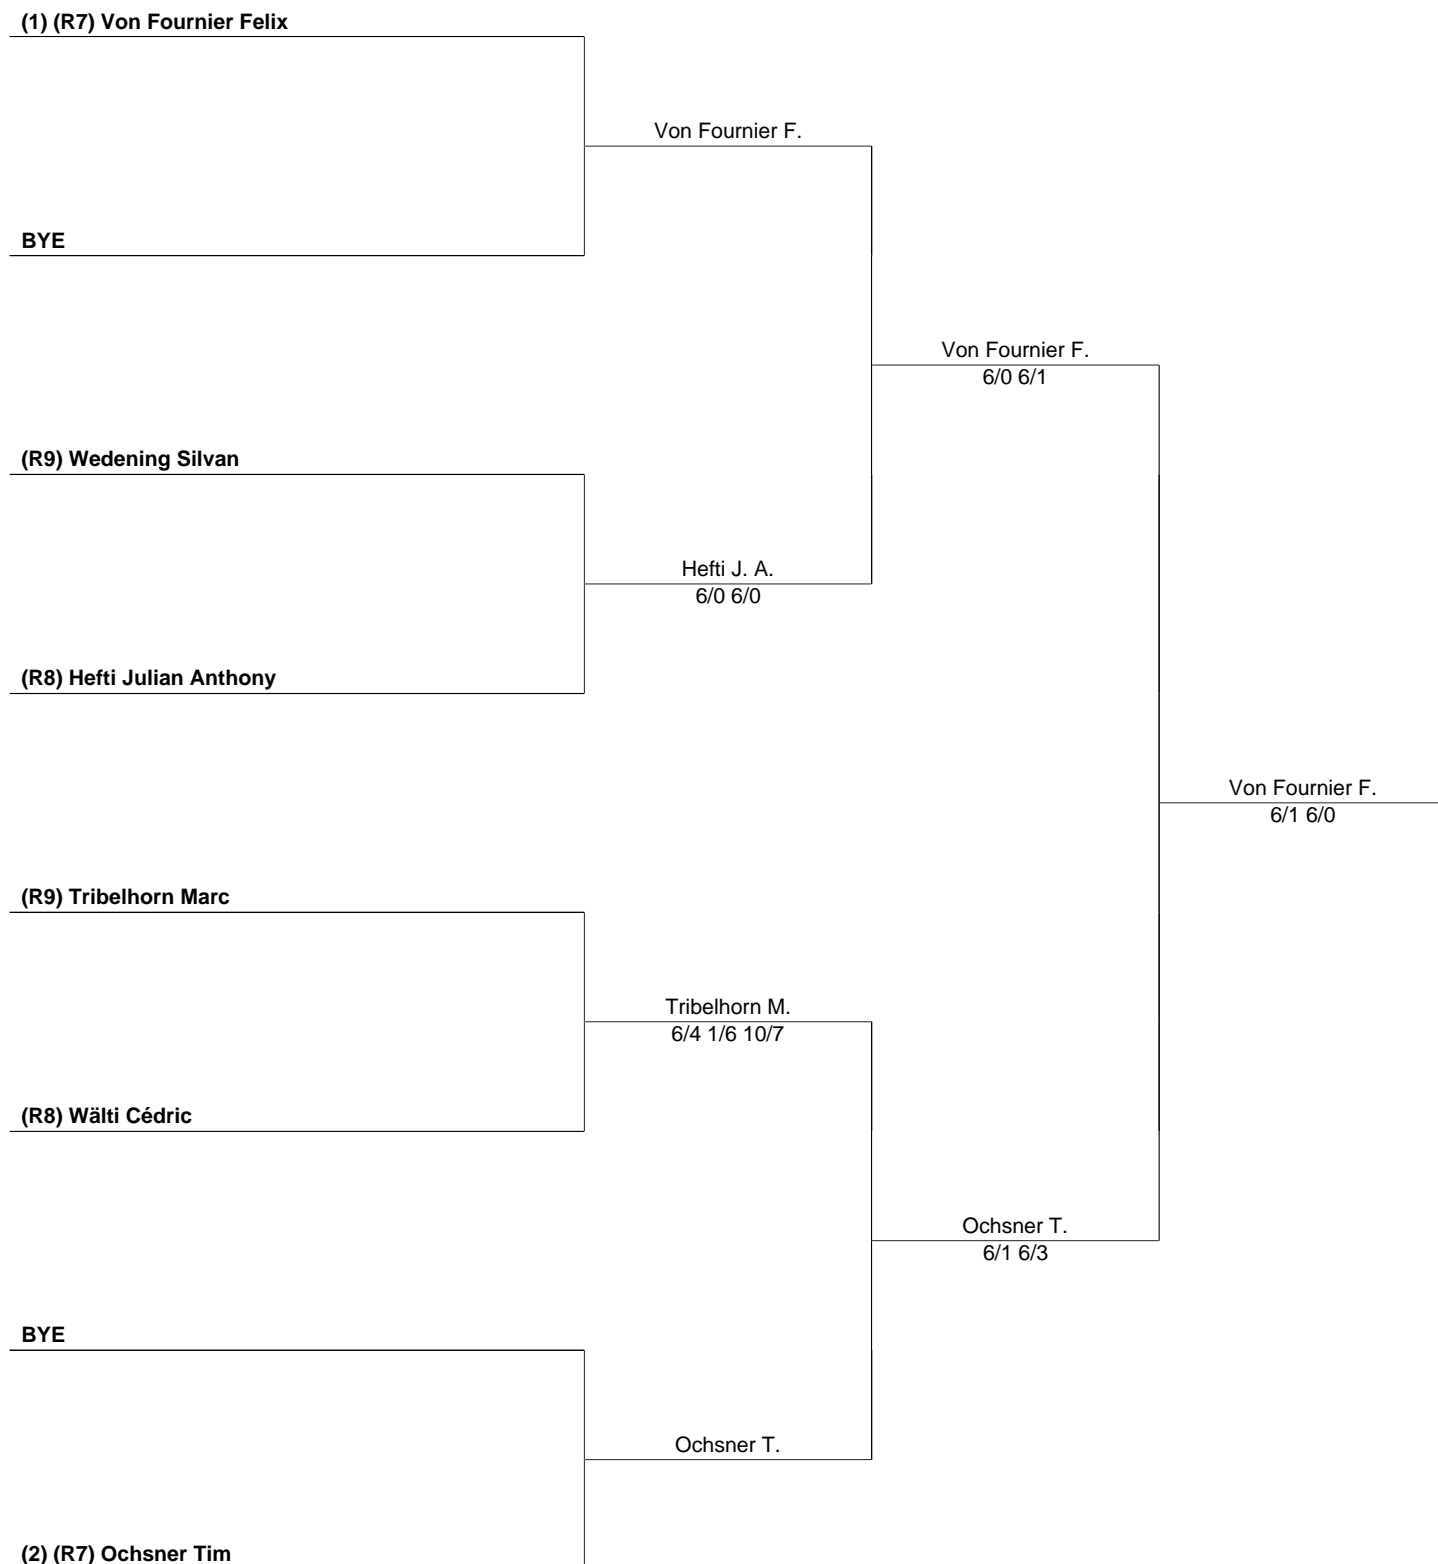 (1) (R7) Von Fournier Felix
Von Fournier F.
BYE
Von Fournier F.
6/0 6/1
(R9) Wedening Silvan
Hefti J. A.
6/0 6/0
(R8) Hefti Julian Anthony
Von Fournier F.
6/1 6/0
(R9) Tribelhorn Marc
Tribelhorn M.
6/4 1/6 10/7
(R8) Wälti Cédric
Ochsner T.
6/1 6/3
BYE
Ochsner T.
(2) (R7) Ochsner Tim